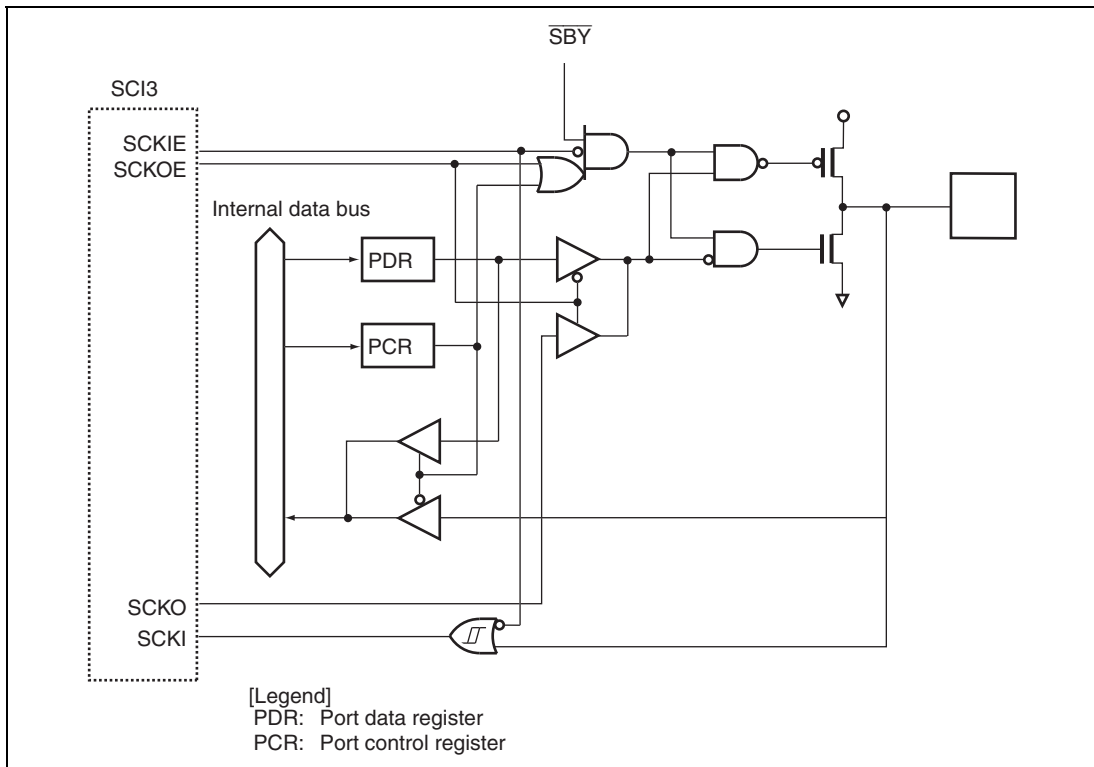 SBY
SCI3
SCKIE
SCKOE
Internal data bus
PDR
PCR
SCKO
SCKI
[Legend]
PDR: Port data register
PCR: Port control register